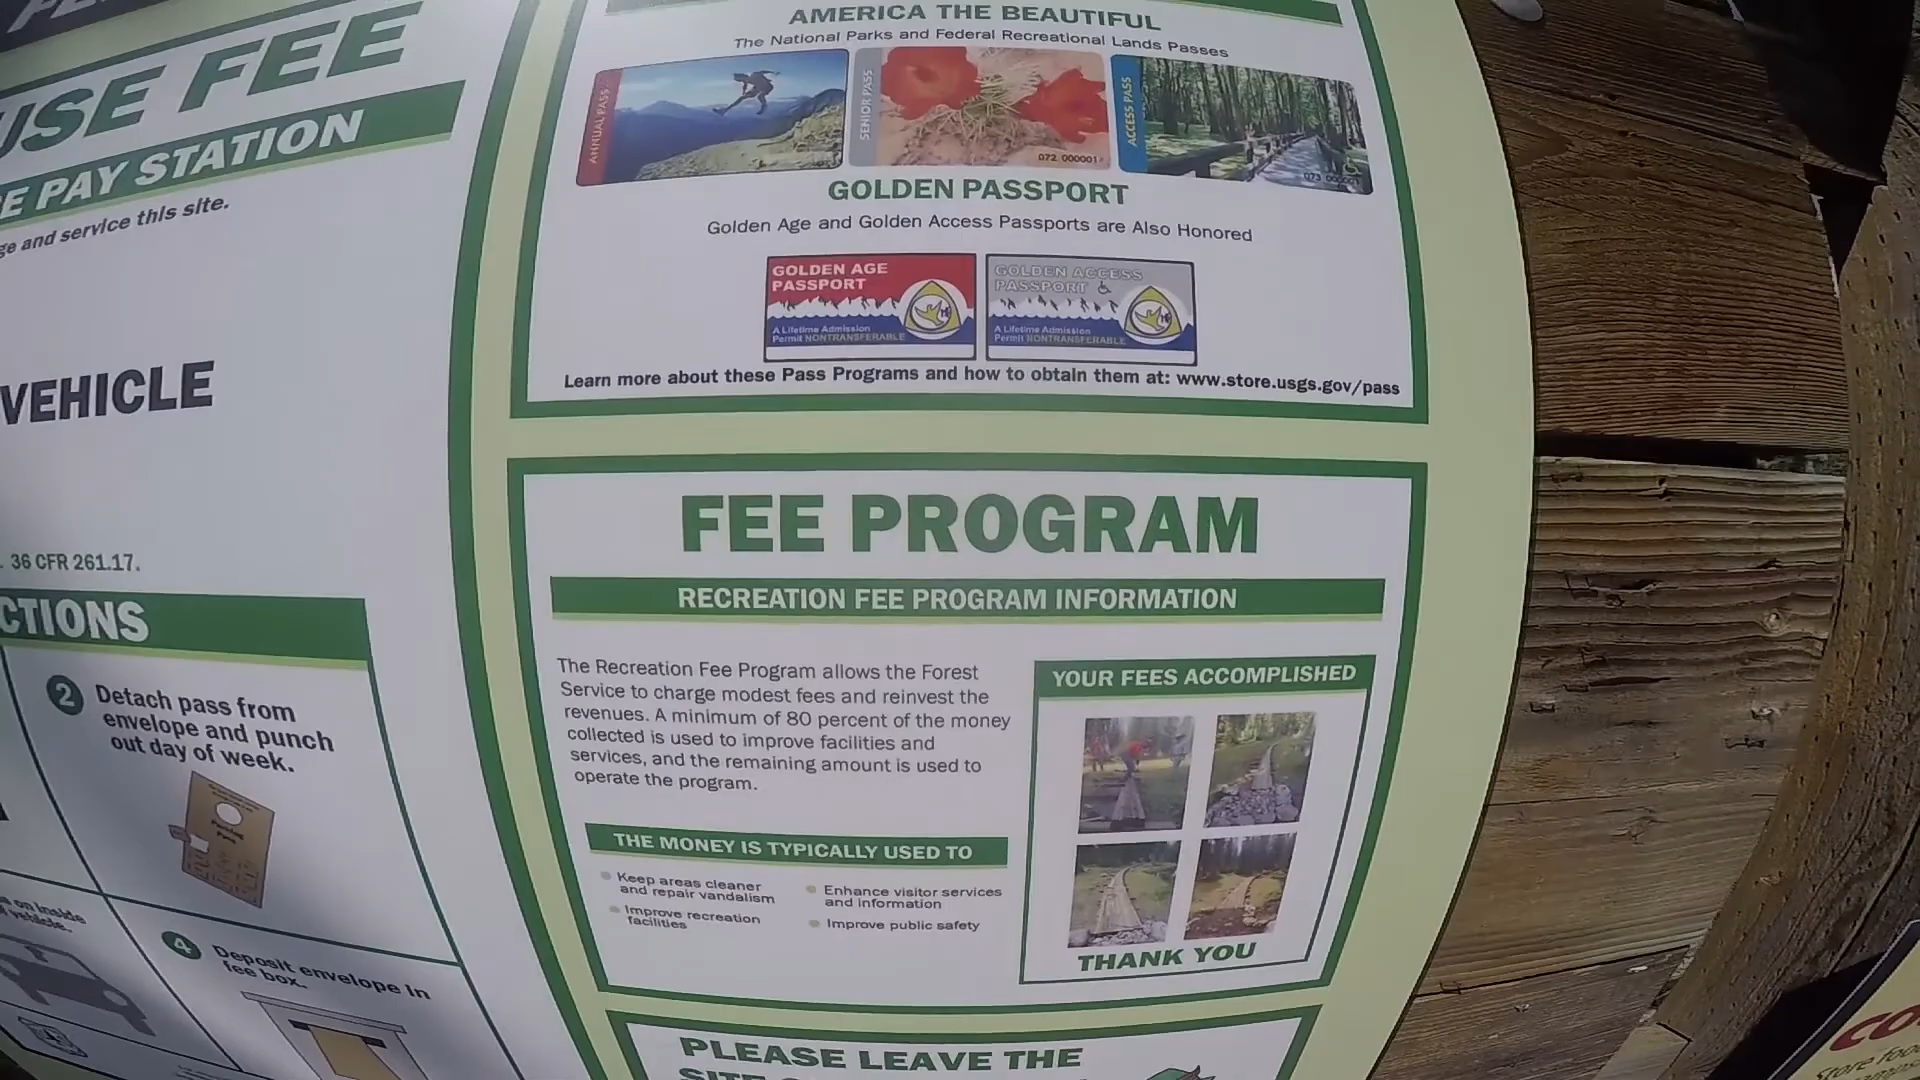 USE FEE
PAY STATION
and service this site.
VEHICLE
36 CFR 261.17.
2 Detach pass from
envelope and punch
out day of week.
on inside
vehicle.
4 Deposit envelope in
fee box.
AMERICA THE BEAUTIFUL
The National Parks and Federal Recreational Lands Passes
ANNUAL PASS
SENIOR PASS
072 000001
ACCESS PASS
GOLDEN PASSPORT
Golden Age and Golden Access Passports are Also Honored
GOLDEN AGE
PASSPORT
A Lifetime Admission
Permit NONTRANSFERABLE
GOLDEN ACCESS
PASSPORT
A Lifetime Admission
Permit NONTRANSFERABLE
Learn more about these Pass Programs and how to obtain them at: www.store.usgs.gov/pass
FEE PROGRAM
RECREATION FEE PROGRAM INFORMATION
The Recreation Fee Program allows the Forest
Service to charge modest fees and reinvest the
revenues. A minimum of 80 percent of the money
collected is used to improve facilities and
services, and the remaining amount is used to
operate the program.
THE MONEY IS TYPICALLY USED TO
Keep areas cleaner
and repair vandalism
Improve recreation
facilities
Enhance visitor services
and information
Improve public safety
YOUR FEES ACCOMPLISHED
THANK YOU
PLEASE LEAVE THE